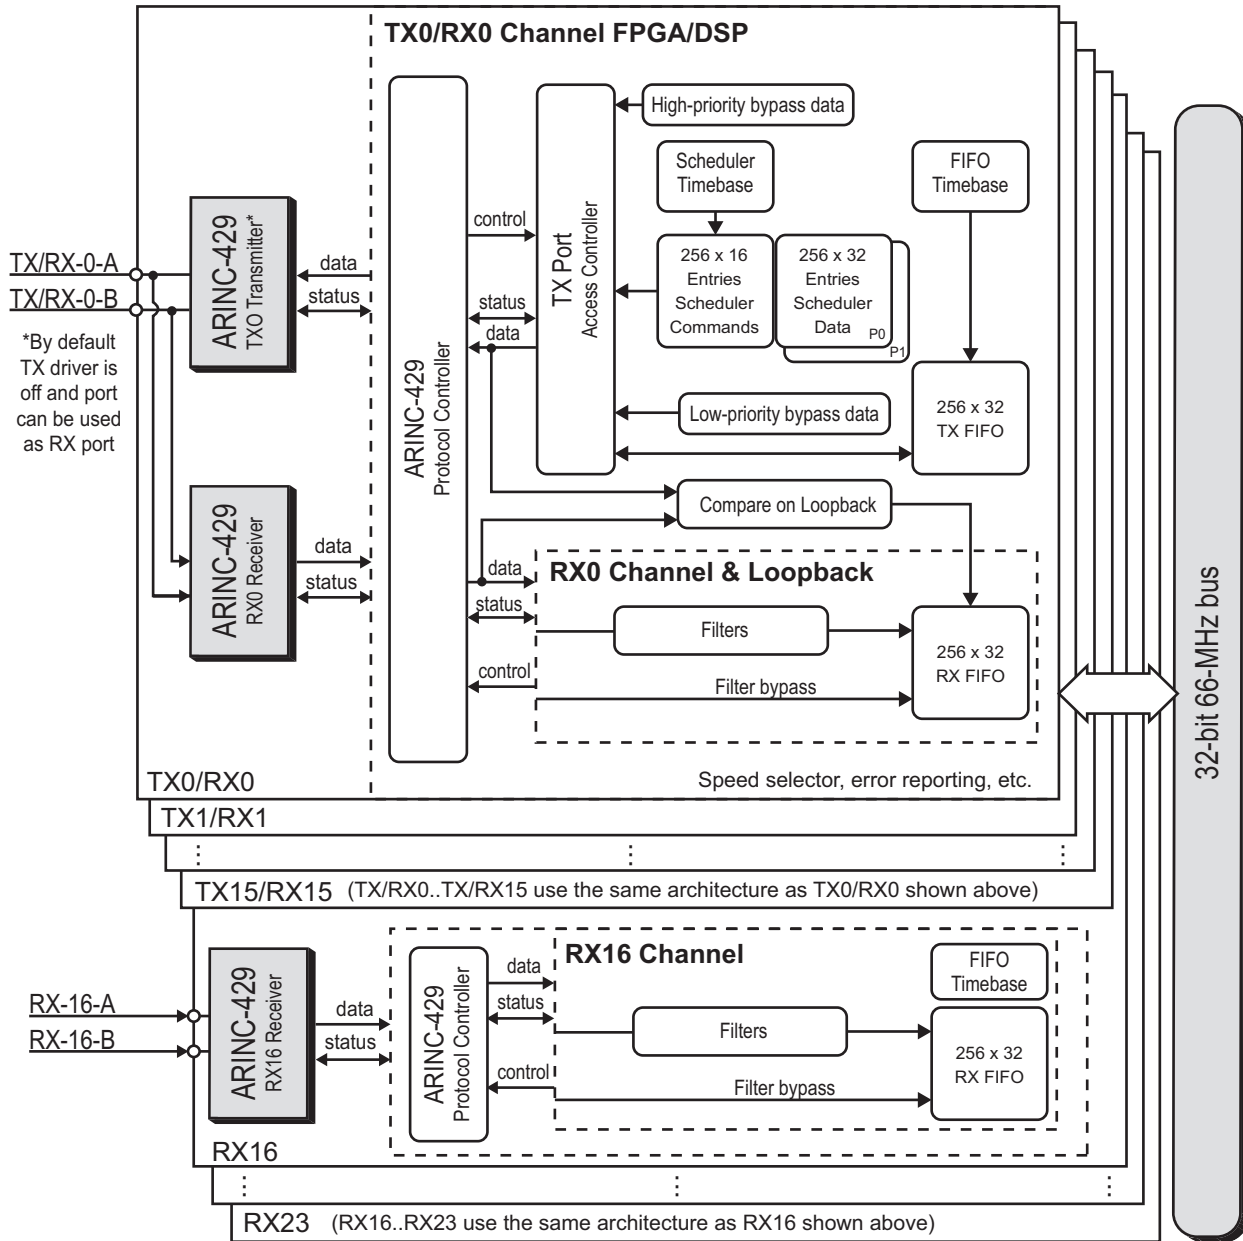 TX0/RX0 Channel FPGA/DSP
High-priority bypass data
Scheduler
Timebase
FIFO
Timebase
ARINC-429
TXO Transmitter*
TX/RX-0-A
TX/RX-0-B
*By default
TX driver is
off and port
can be used
as RX port
data
status
ARINC-429
Protocol Controller
control
status
data
TX Port
Access Controller
256 x 16
Entries
Scheduler
Commands
256 x 32
Entries
Scheduler
Data
P0
P1
Low-priority bypass data
256 x 32
TX FIFO
Compare on Loopback
ARINC-429
RX0 Receiver
data
status
data
status
control
RX0 Channel & Loopback
Filters
Filter bypass
256 x 32
RX FIFO
32-bit 66-MHz bus
TX0/RX0
Speed selector, error reporting, etc.
TX1/RX1
TX15/RX15 (TX/RX0..TX/RX15 use the same architecture as TX0/RX0 shown above)
RX-16-A
RX-16-B
ARINC-429
RX16 Receiver
data
status
ARINC-429
Protocol Controller
data
status
control
RX16 Channel
FIFO
Timebase
Filters
Filter bypass
256 x 32
RX FIFO
RX16
RX23 (RX16..RX23 use the same architecture as RX16 shown above)